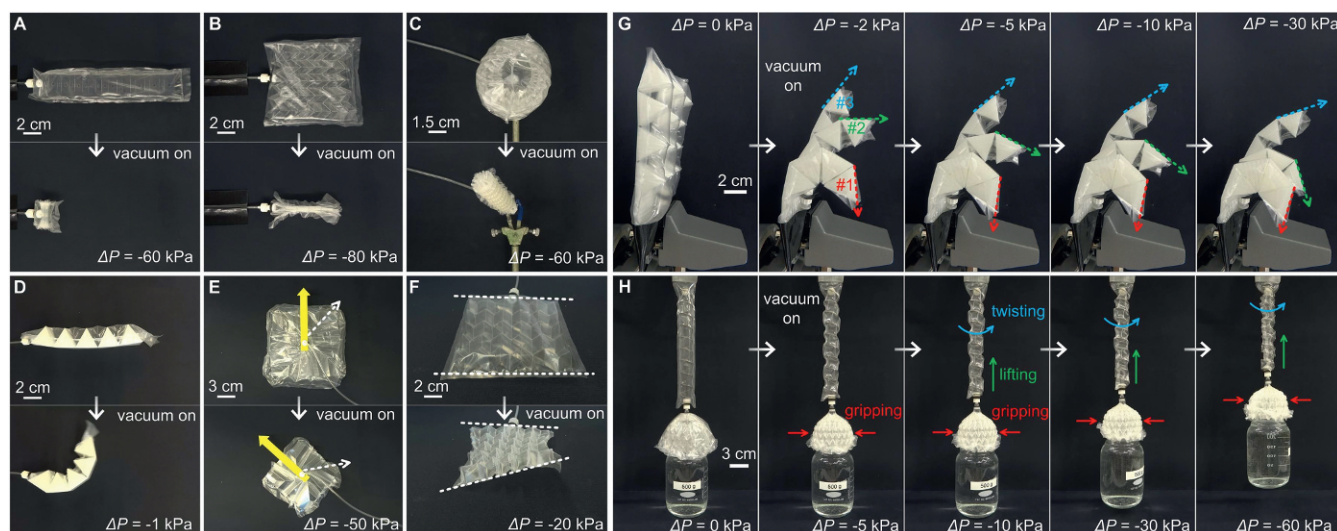 A
2 cm
vacuum on
ΔP = -60 kPa
B
2 cm
vacuum on
ΔP = -80 kPa
C
1.5 cm
vacuum on
ΔP = -60 kPa
D
2 cm
vacuum on
ΔP = -1 kPa
E
3 cm
vacuum on
ΔP = -50 kPa
F
2 cm
vacuum on
ΔP = -20 kPa
G
ΔP = 0 kPa
2 cm
ΔP = -2 kPa
vacuum
on
#3
#2
#1
ΔP = -5 kPa
ΔP = -10 kPa
ΔP = -30 kPa
H
3 cm
600 g
ΔP = 0 kPa
vacuum
on
gripping
ΔP = -5 kPa
twisting
lifting
gripping
ΔP = -10 kPa
ΔP = -30 kPa
ΔP = -60 kPa